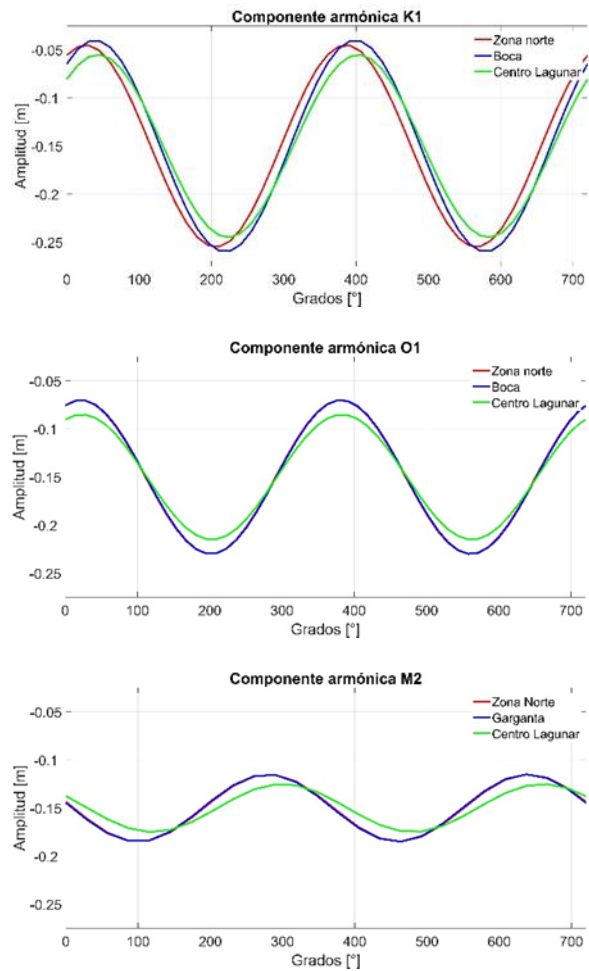 Componente armónica K1
Zona norte
Boca
Centro Lagunar
Amplitud [m]
-0.05
-0.1
-0.15
-0.2
-0.25
0 100 200 300 400 500 600 700
Grados [°]
Componente armónica O1
Zona norte
Boca
Centro Lagunar
Amplitud [m]
-0.05
-0.1
-0.15
-0.2
-0.25
0 100 200 300 400 500 600 700
Grados [°]
Componente armónica M2
Zona Norte
Garganta
Centro Lagunar
Amplitud [m]
-0.05
-0.1
-0.15
-0.2
-0.25
0 100 200 300 400 500 600 700
Grados [°]